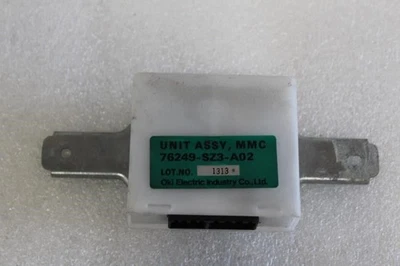 UNIT ASSY, MMC
76249-SZ3-A02
LOT.NO. 1313 *
Oki Electric Industry Co., Ltd.